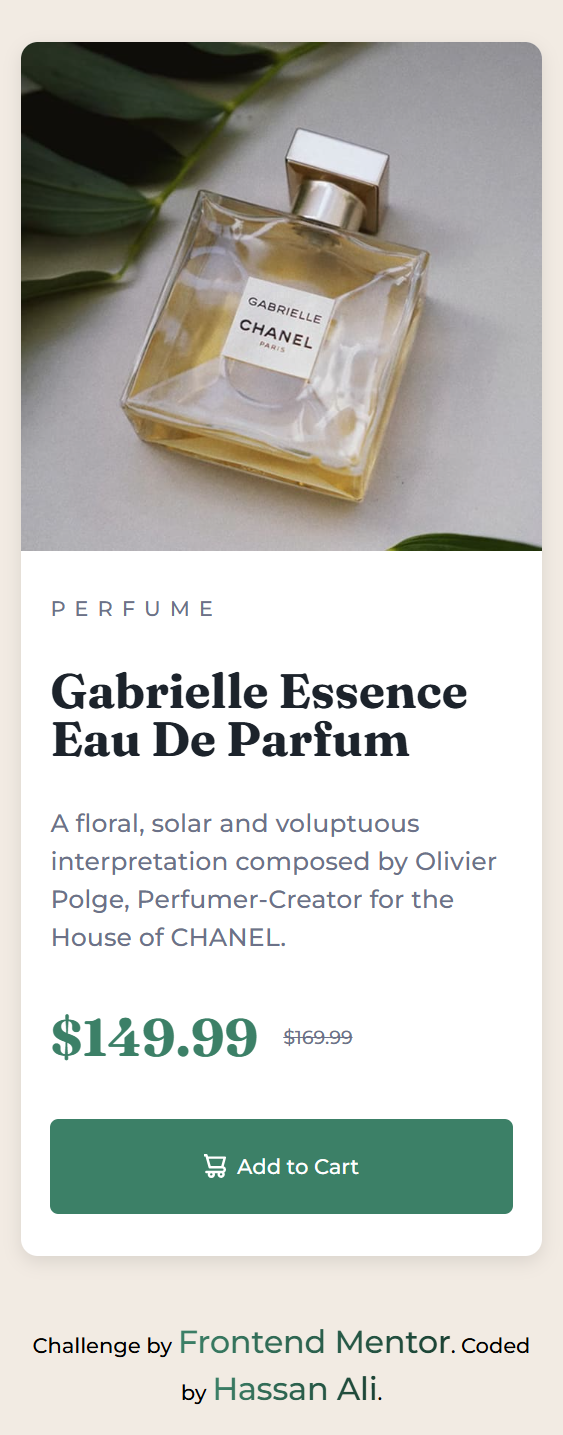 GABRIELLE
CHANEL
PARIS
PERFUME
Gabrielle Essence
Eau De Parfum
A floral, solar and voluptuous
interpretation composed by Olivier
Polge, Perfumer-Creator for the
House of CHANEL.
$149.99 $169.99
Add to Cart
Challenge by Frontend Mentor. Coded
by Hassan Ali.